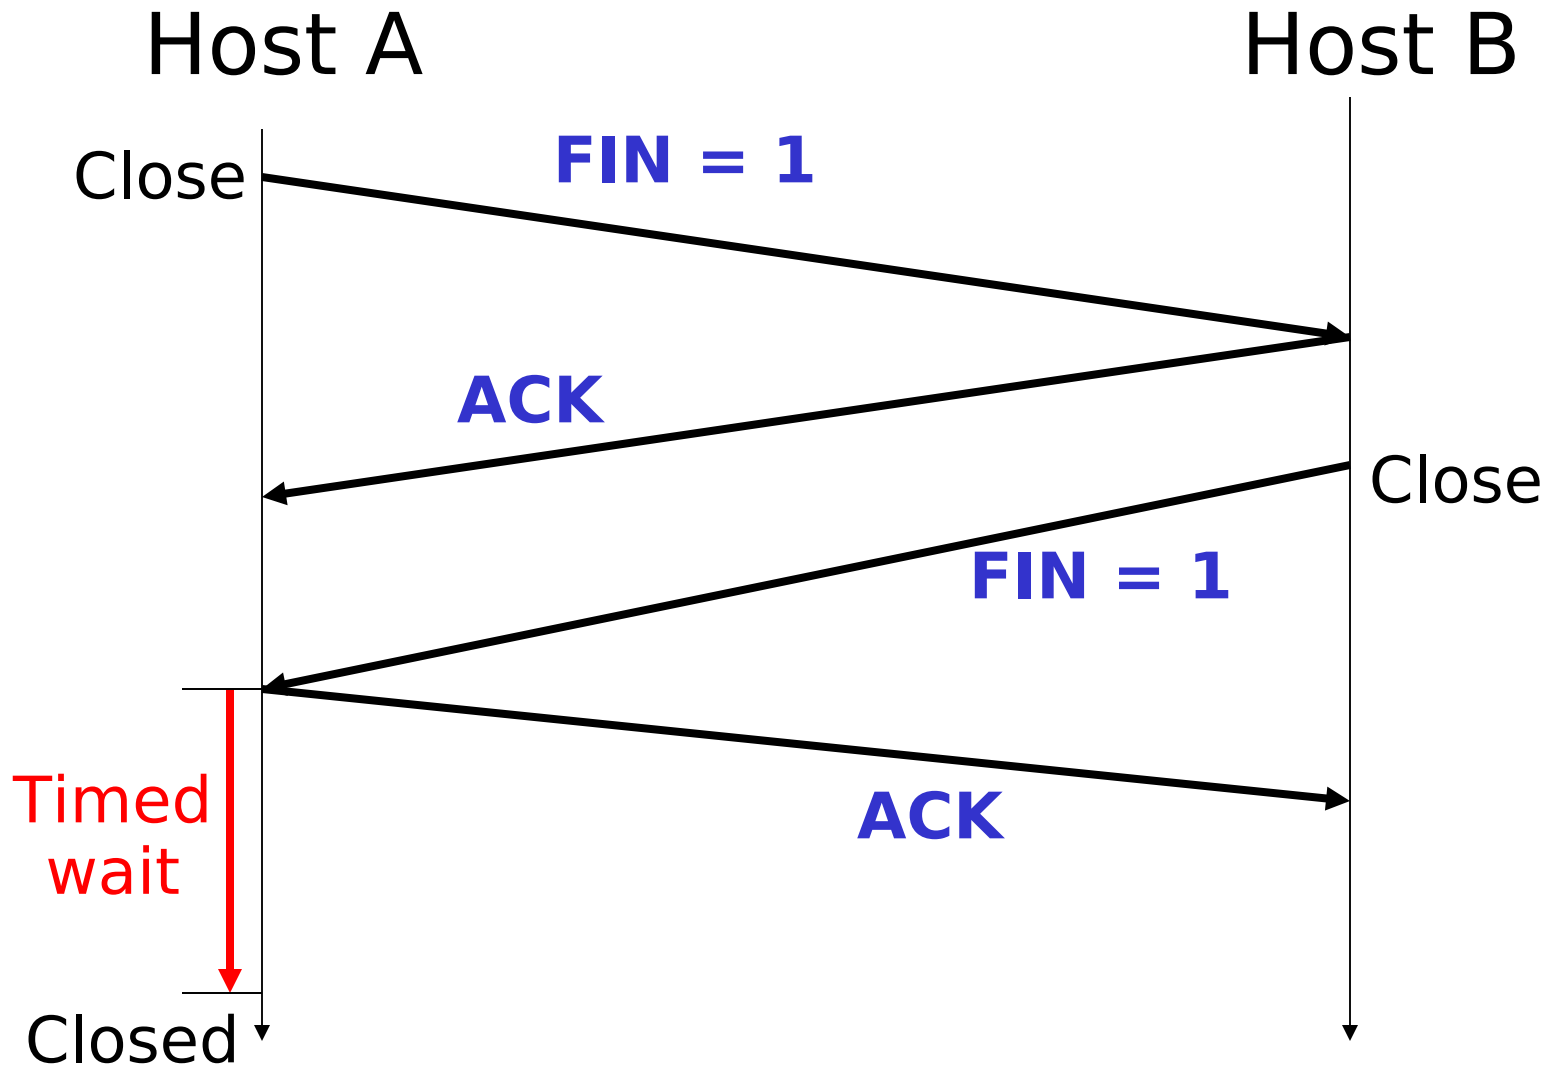 Host A
Host B
FIN = 1
Close
ACK
Close
FIN = 1
Timed
wait
ACK
Closed